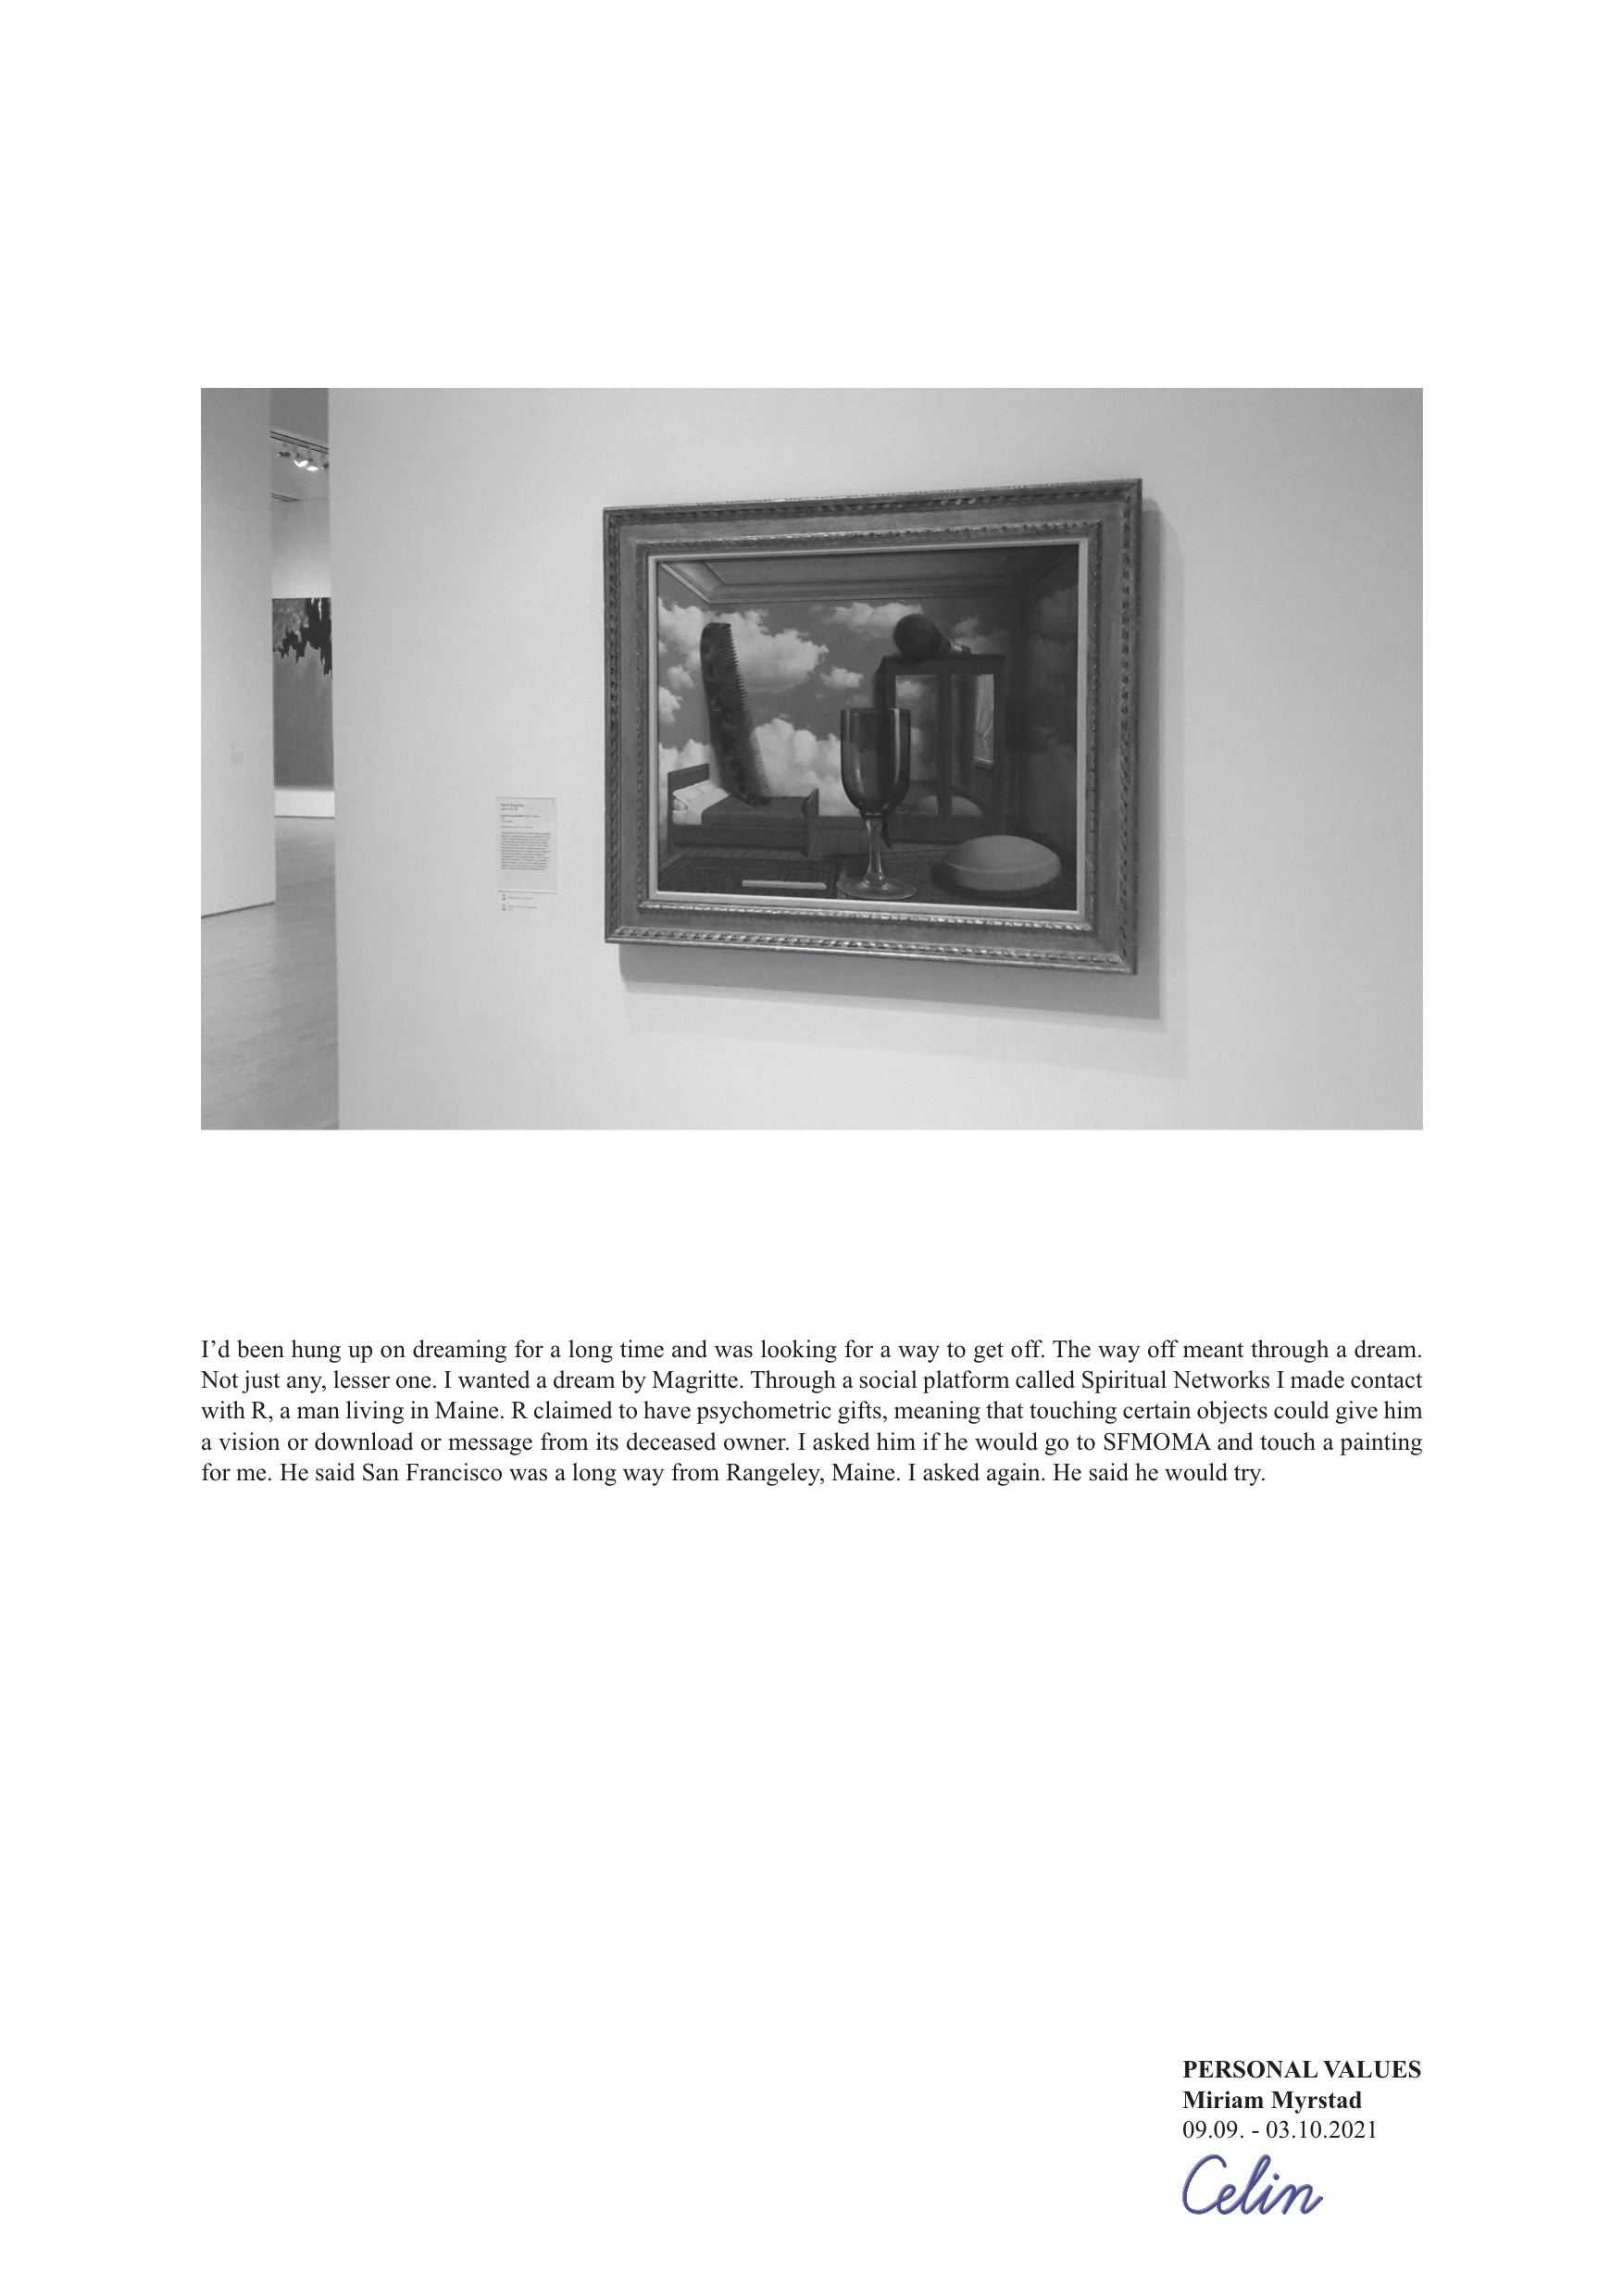 I’d been hung up on dreaming for a long time and was looking for a way to get off. The way off meant through a dream.
Not just any, lesser one. I wanted a dream by Magritte. Through a social platform called Spiritual Networks I made contact
with R, a man living in Maine. R claimed to have psychometric gifts, meaning that touching certain objects could give him
a vision or download or message from its deceased owner. I asked him if he would go to SFMOMA and touch a painting
for me. He said San Francisco was a long way from Rangeley, Maine. I asked again. He said he would try.
PERSONAL VALUES
Miriam Myrstad
09.09. - 03.10.2021
Celin